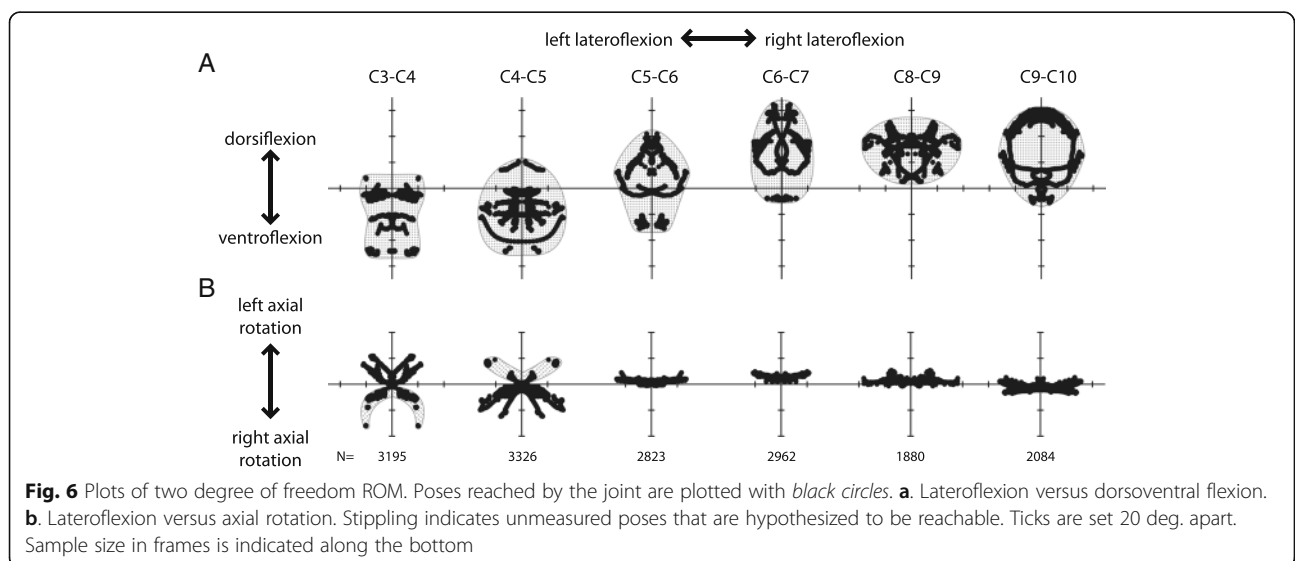 left lateroflexion right lateroflexion
A
C3-C4 C4-C5 C5-C6 C6-C7 C8-C9 C9-C10
dorsiflexion
ventroflexion
B
left axial
rotation
right axial
rotation
N= 3195 3326 2823 2962 1880 2084
Fig. 6 Plots of two degree of freedom ROM. Poses reached by the joint are plotted with black circles. a. Lateroflexion versus dorsoventral flexion.
b. Lateroflexion versus axial rotation. Stippling indicates unmeasured poses that are hypothesized to be reachable. Ticks are set 20 deg. apart.
Sample size in frames is indicated along the bottom